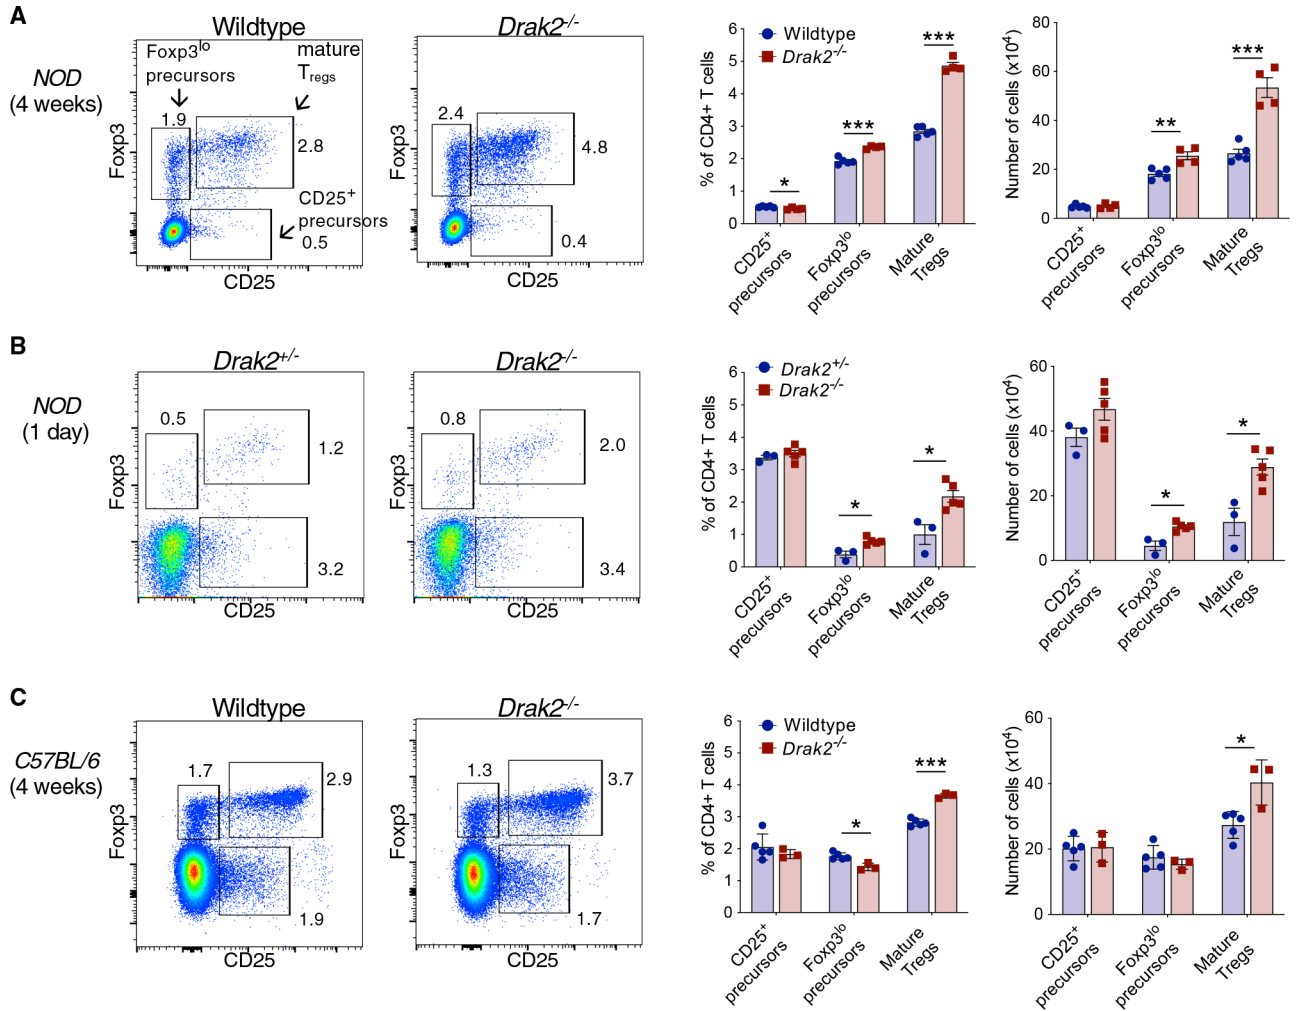 A
Wildtype
Drak2-/-
NOD
(4 weeks)
Foxp3lo
precursors
mature
Tregs
1.9
2.8
CD25+
precursors
0.5
Foxp3
CD25
2.4
4.8
0.4
Foxp3
CD25
% of CD4+ T cells
6
5
4
3
2
1
0
Wildtype
Drak2-/-
*
***
***
CD25+
precursors
Foxp3lo
precursors
Mature
Tregs
Number of cells (x104)
80
60
40
20
0
**
***
CD25+
precursors
Foxp3lo
precursors
Mature
Tregs
B
Drak2+/-
Drak2-/-
NOD
(1 day)
0.5
1.2
3.2
Foxp3
CD25
0.8
2.0
3.4
Foxp3
CD25
% of CD4+ T cells
6
5
4
3
2
1
0
Drak2+/-
Drak2-/-
*
*
CD25+
precursors
Foxp3lo
precursors
Mature
Tregs
Number of cells (x104)
60
40
20
0
*
*
CD25+
precursors
Foxp3lo
precursors
Mature
Tregs
C
Wildtype
Drak2-/-
C57BL/6
(4 weeks)
1.7
2.9
1.9
Foxp3
CD25
1.3
3.7
1.7
Foxp3
CD25
% of CD4+ T cells
6
5
4
3
2
1
0
Wildtype
Drak2-/-
*
***
CD25+
precursors
Foxp3lo
precursors
Mature
Tregs
Number of cells (x104)
60
40
20
0
*
CD25+
precursors
Foxp3lo
precursors
Mature
Tregs